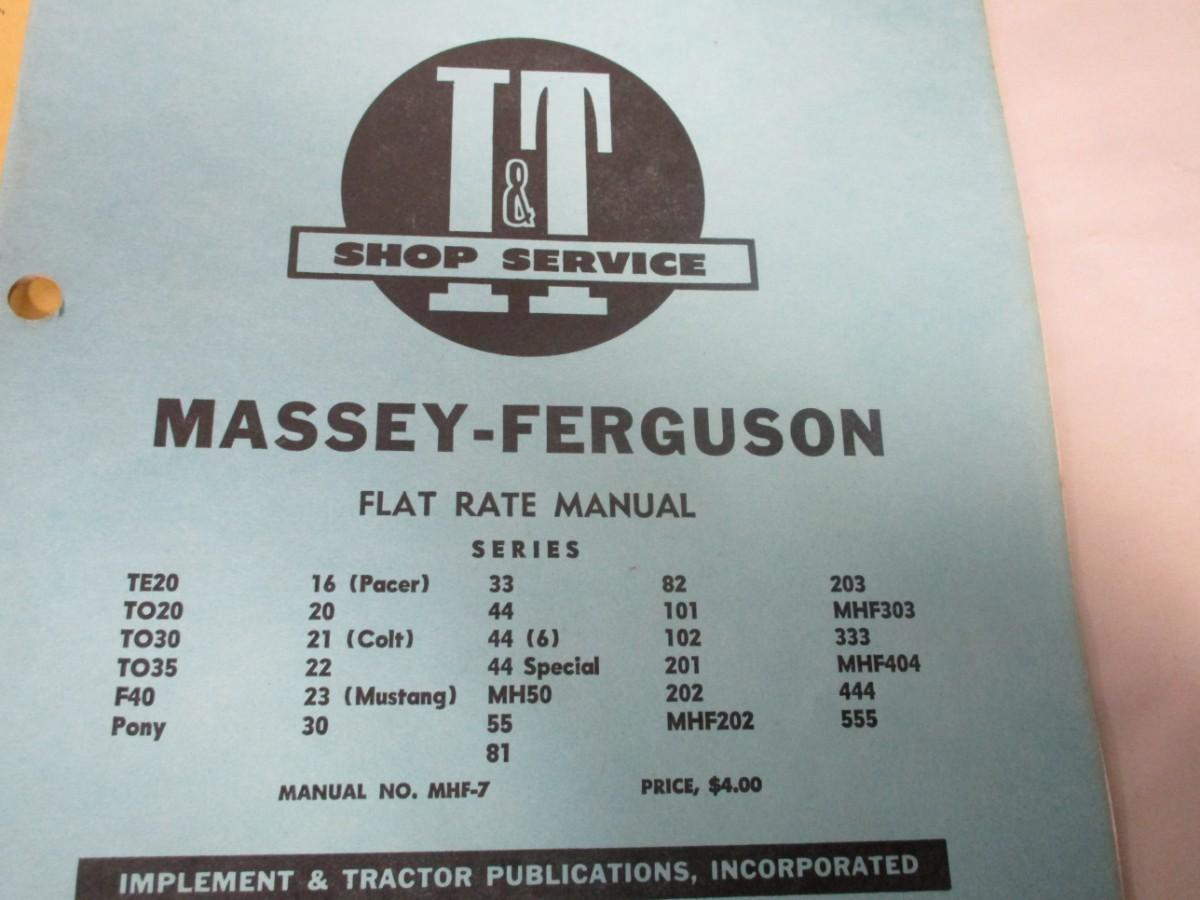 I&T
SHOP SERVICE
MASSEY-FERGUSON
FLAT RATE MANUAL
SERIES
TE20 16 (Pacer) 33 82 203
TO20 20 44 101 MHF303
TO30 21 (Colt) 44 (6) 102 333
TO35 22 44 Special 201 MHF404
F40 23 (Mustang) MH50 202 444
Pony 30 55 MHF202 555
81
MANUAL NO. MHF-7 PRICE, $4.00
IMPLEMENT & TRACTOR PUBLICATIONS, INCORPORATED